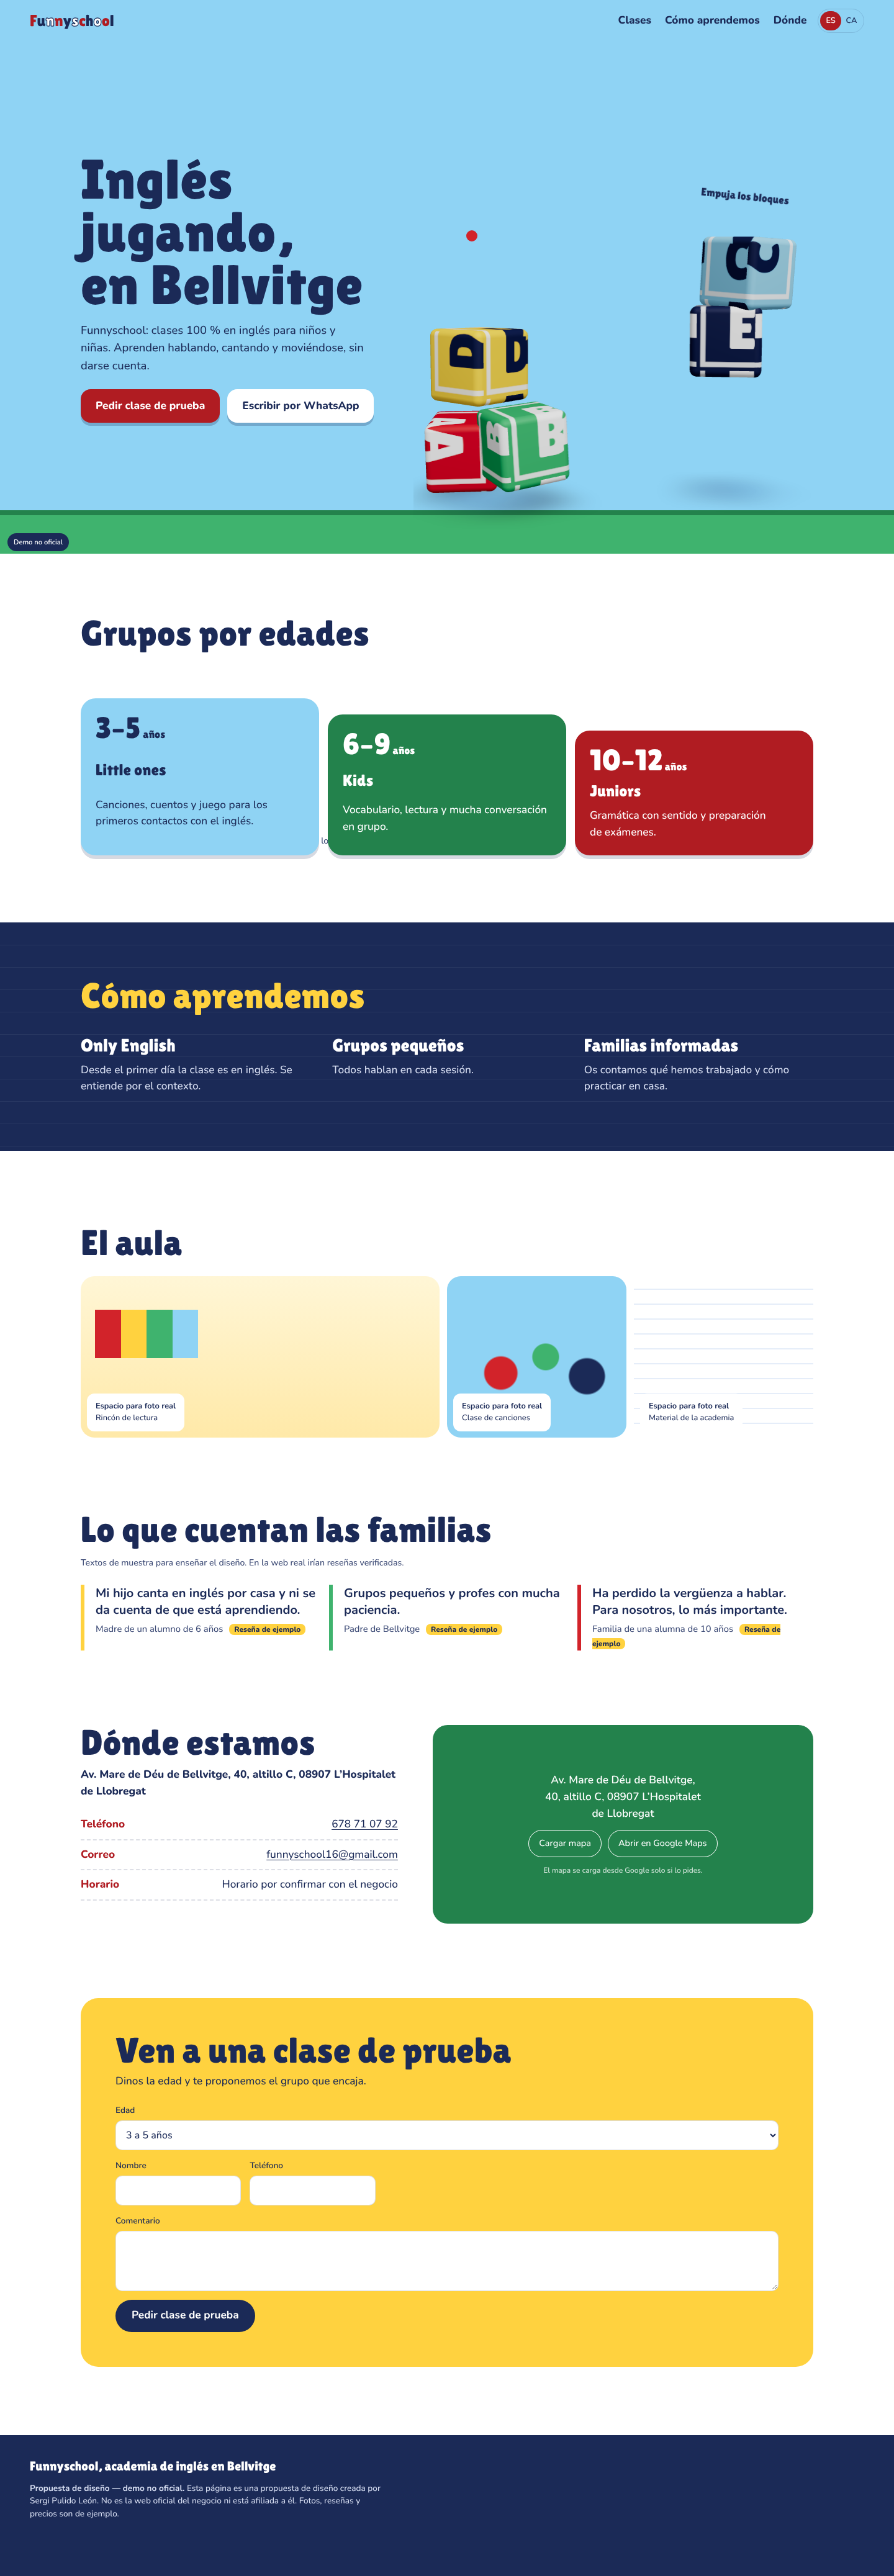 Funnyschool
Clases Cómo aprendemos Dónde ES CA
Inglés
jugando,
en Bellvitge
Funnyschool: clases 100 % en inglés para niños y
niñas. Aprenden hablando, cantando y moviéndose, sin
darse cuenta.
Pedir clase de prueba Escribir por WhatsApp
Empuja los bloques
C C
E
D D
A B B
Demo no oficial
Grupos por edades
3–5 años
Little ones
Canciones, cuentos y juego para los
primeros contactos con el inglés.
lo
6–9 años
Kids
Vocabulario, lectura y mucha conversación
en grupo.
10–12 años
Juniors
Gramática con sentido y preparación
de exámenes.
Cómo aprendemos
Only English
Desde el primer día la clase es en inglés. Se
entiende por el contexto.
Grupos pequeños
Todos hablan en cada sesión.
Familias informadas
Os contamos qué hemos trabajado y cómo
practicar en casa.
El aula
Espacio para foto real
Rincón de lectura
Espacio para foto real
Clase de canciones
Espacio para foto real
Material de la academia
Lo que cuentan las familias
Textos de muestra para enseñar el diseño. En la web real irían reseñas verificadas.
Mi hijo canta en inglés por casa y ni se
da cuenta de que está aprendiendo.
Madre de un alumno de 6 años Reseña de ejemplo
Grupos pequeños y profes con mucha
paciencia.
Padre de Bellvitge Reseña de ejemplo
Ha perdido la vergüenza a hablar.
Para nosotros, lo más importante.
Familia de una alumna de 10 años Reseña de
ejemplo
Dónde estamos
Av. Mare de Déu de Bellvitge, 40, altillo C, 08907 L’Hospitalet
de Llobregat
Teléfono 678 71 07 92
Correo funnyschool16@gmail.com
Horario Horario por confirmar con el negocio
Av. Mare de Déu de Bellvitge,
40, altillo C, 08907 L’Hospitalet
de Llobregat
Cargar mapa Abrir en Google Maps
El mapa se carga desde Google solo si lo pides.
Ven a una clase de prueba
Dinos la edad y te proponemos el grupo que encaja.
Edad
3 a 5 años
Nombre Teléfono
Comentario
Pedir clase de prueba
Funnyschool, academia de inglés en Bellvitge
Propuesta de diseño — demo no oficial. Esta página es una propuesta de diseño creada por
Sergi Pulido León. No es la web oficial del negocio ni está afiliada a él. Fotos, reseñas y
precios son de ejemplo.